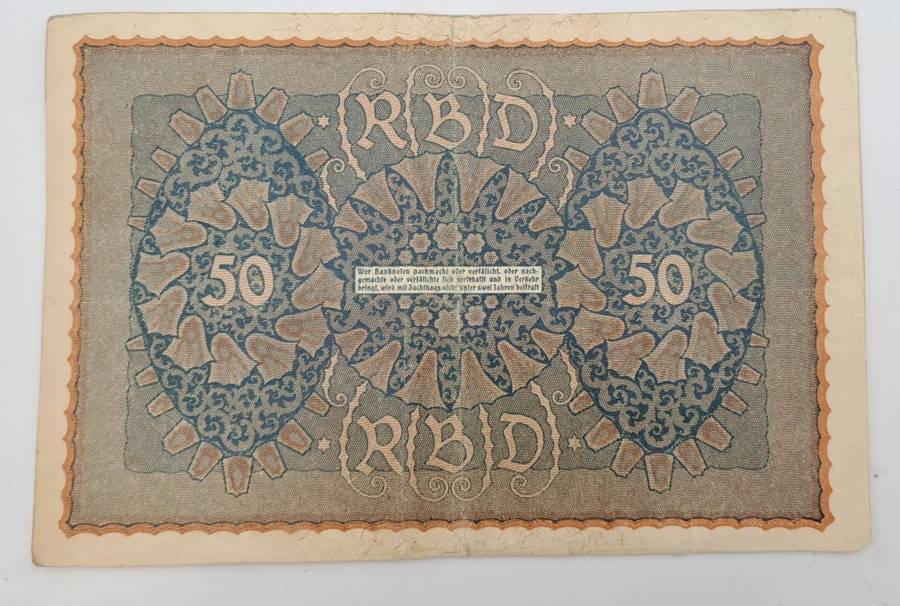 RBD
50
Wer Banknoten nachmacht oder verfälscht, oder nach-
gemachte oder verfälschte sich verschafft und in Verkehr
bringt, wird mit Zuchthaus nicht unter zwei Jahren bestraft
50
RBD